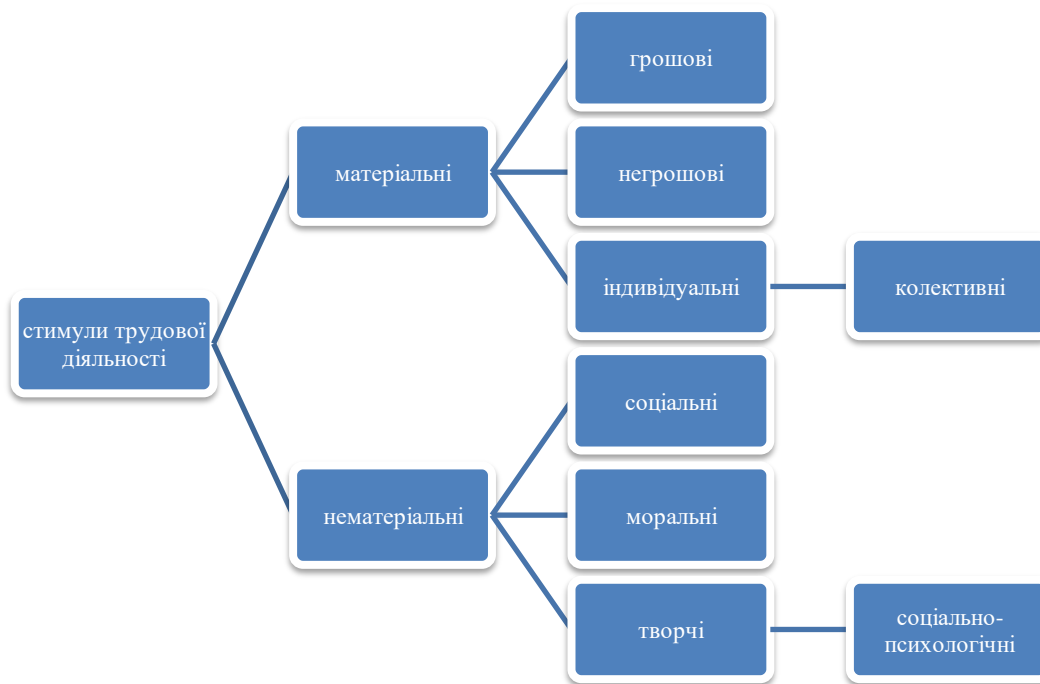 стимули трудової
діяльності
матеріальні
грошові
негрошові
індивідуальні
колективні
нематеріальні
соціальні
моральні
творчі
соціально-
психологічні